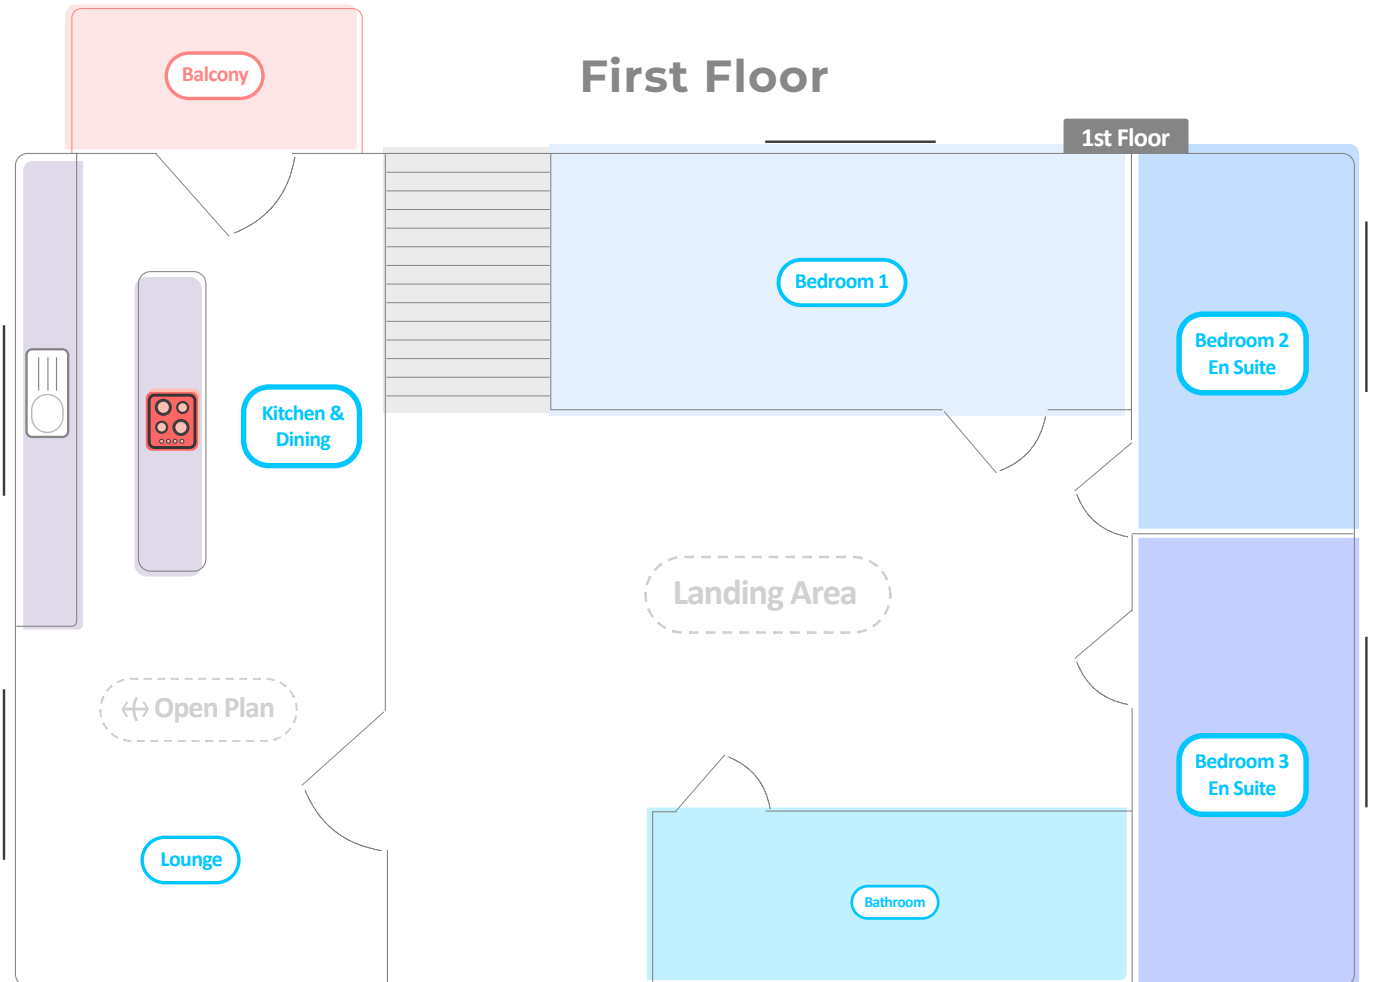 Balcony
First Floor
1st Floor
Bedroom 1
Bedroom 2
En Suite
Kitchen &
Dining
Landing Area
Open Plan
Bedroom 3
En Suite
Lounge
Bathroom